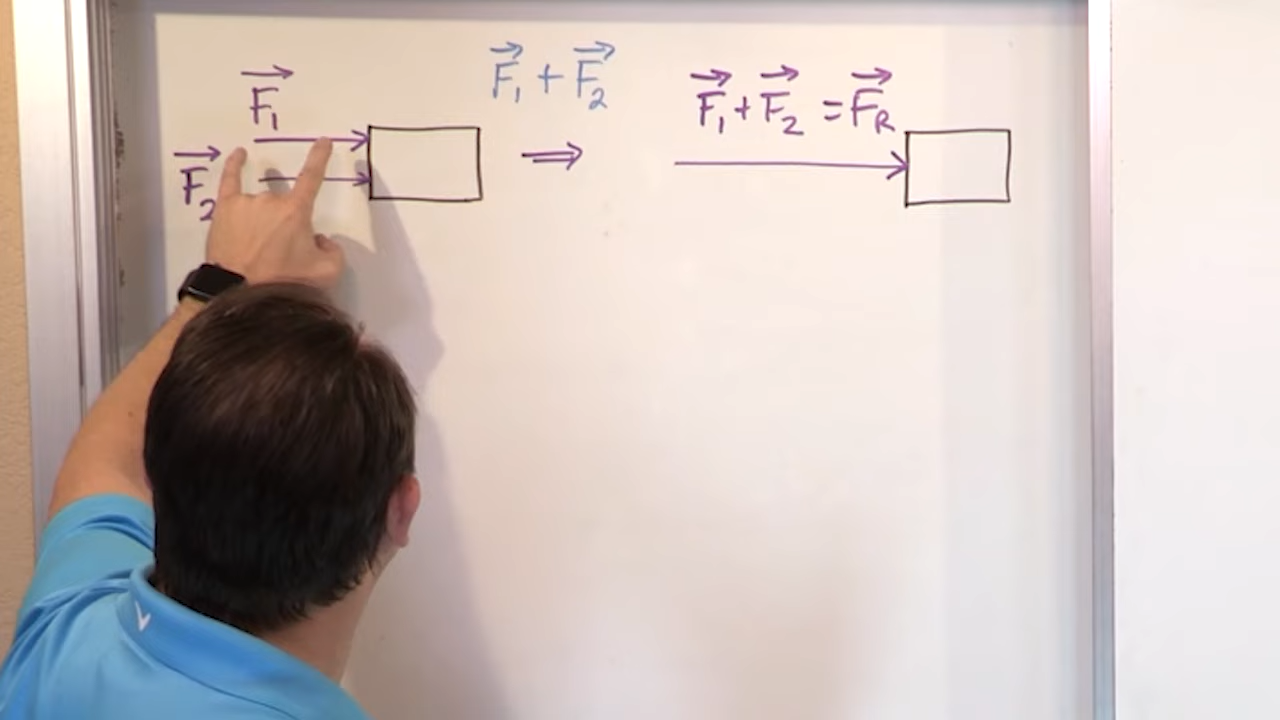 F₁
F₂
F₁ + F₂
F₁ + F₂ = F_R